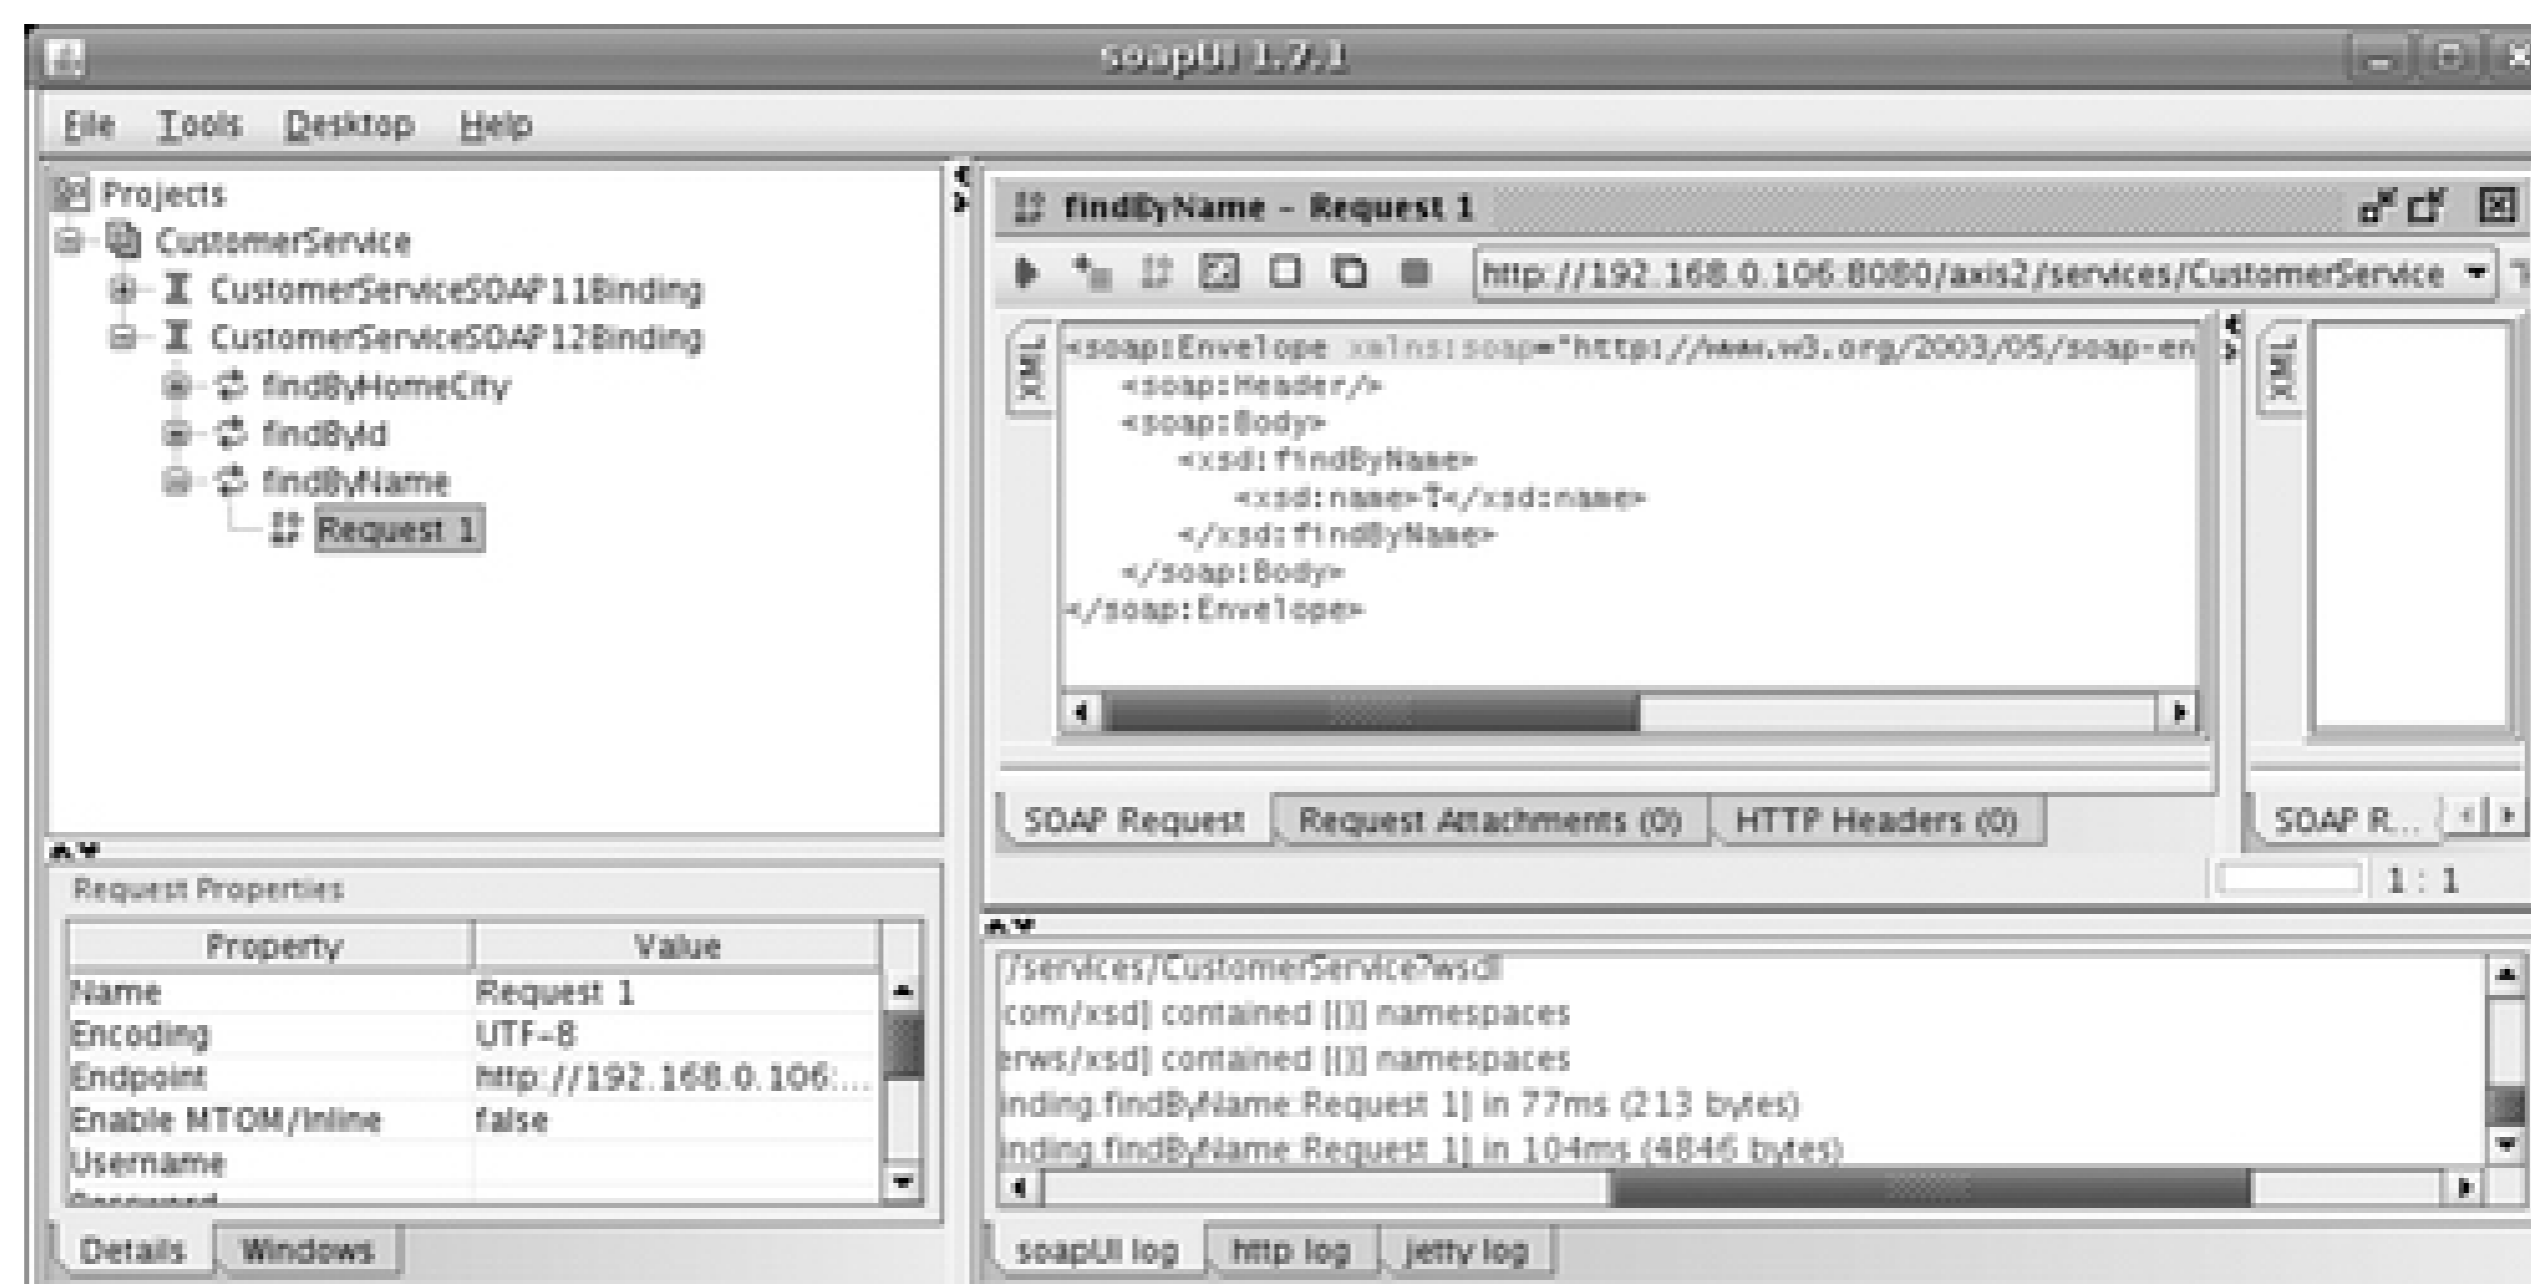 soapUI 1.7.1
File Tools Desktop Help
Projects
CustomerService
CustomerServiceSOAP11Binding
CustomerServiceSOAP12Binding
findByHomeCity
findById
findByName
Request 1
Request Properties
Property Value
Name Request 1
Encoding UTF-8
Endpoint http://192.168.0.106:...
Enable MTOM/Inline false
Username
Password
Details Windows
findByName - Request 1
http://192.168.0.106:8080/axis2/services/CustomerService
XML
<soap:Envelope xmlns:soap="http://www.w3.org/2003/05/soap-en
<soap:Header/>
<soap:Body>
<xsd:findByName>
<xsd:name>?</xsd:name>
</xsd:findByName>
</soap:Body>
</soap:Envelope>
XML
SOAP Request Request Attachments (0) HTTP Headers (0)
SOAP R...
1 : 1
/services/CustomerService?wsdl
com/xsd] contained [[]] namespaces
erws/xsd] contained [[]] namespaces
inding.findByName:Request 1] in 77ms (213 bytes)
inding.findByName:Request 1] in 104ms (4846 bytes)
soapUI log http log jetty log